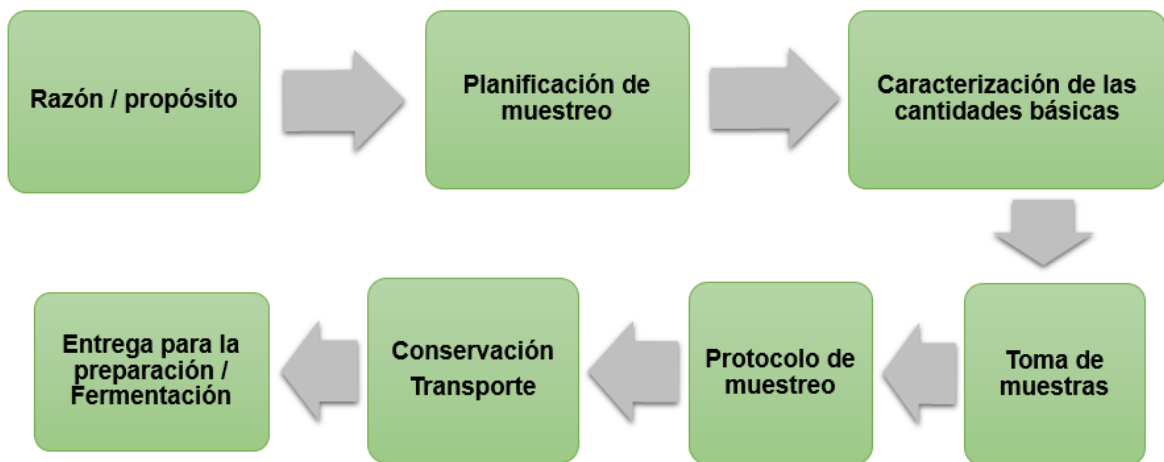 Razón / propósito
Planificación de
muestreo
Caracterización de las
cantidades básicas
Toma de
muestras
Protocolo de
muestreo
Conservación
Transporte
Entrega para la
preparación /
Fermentación